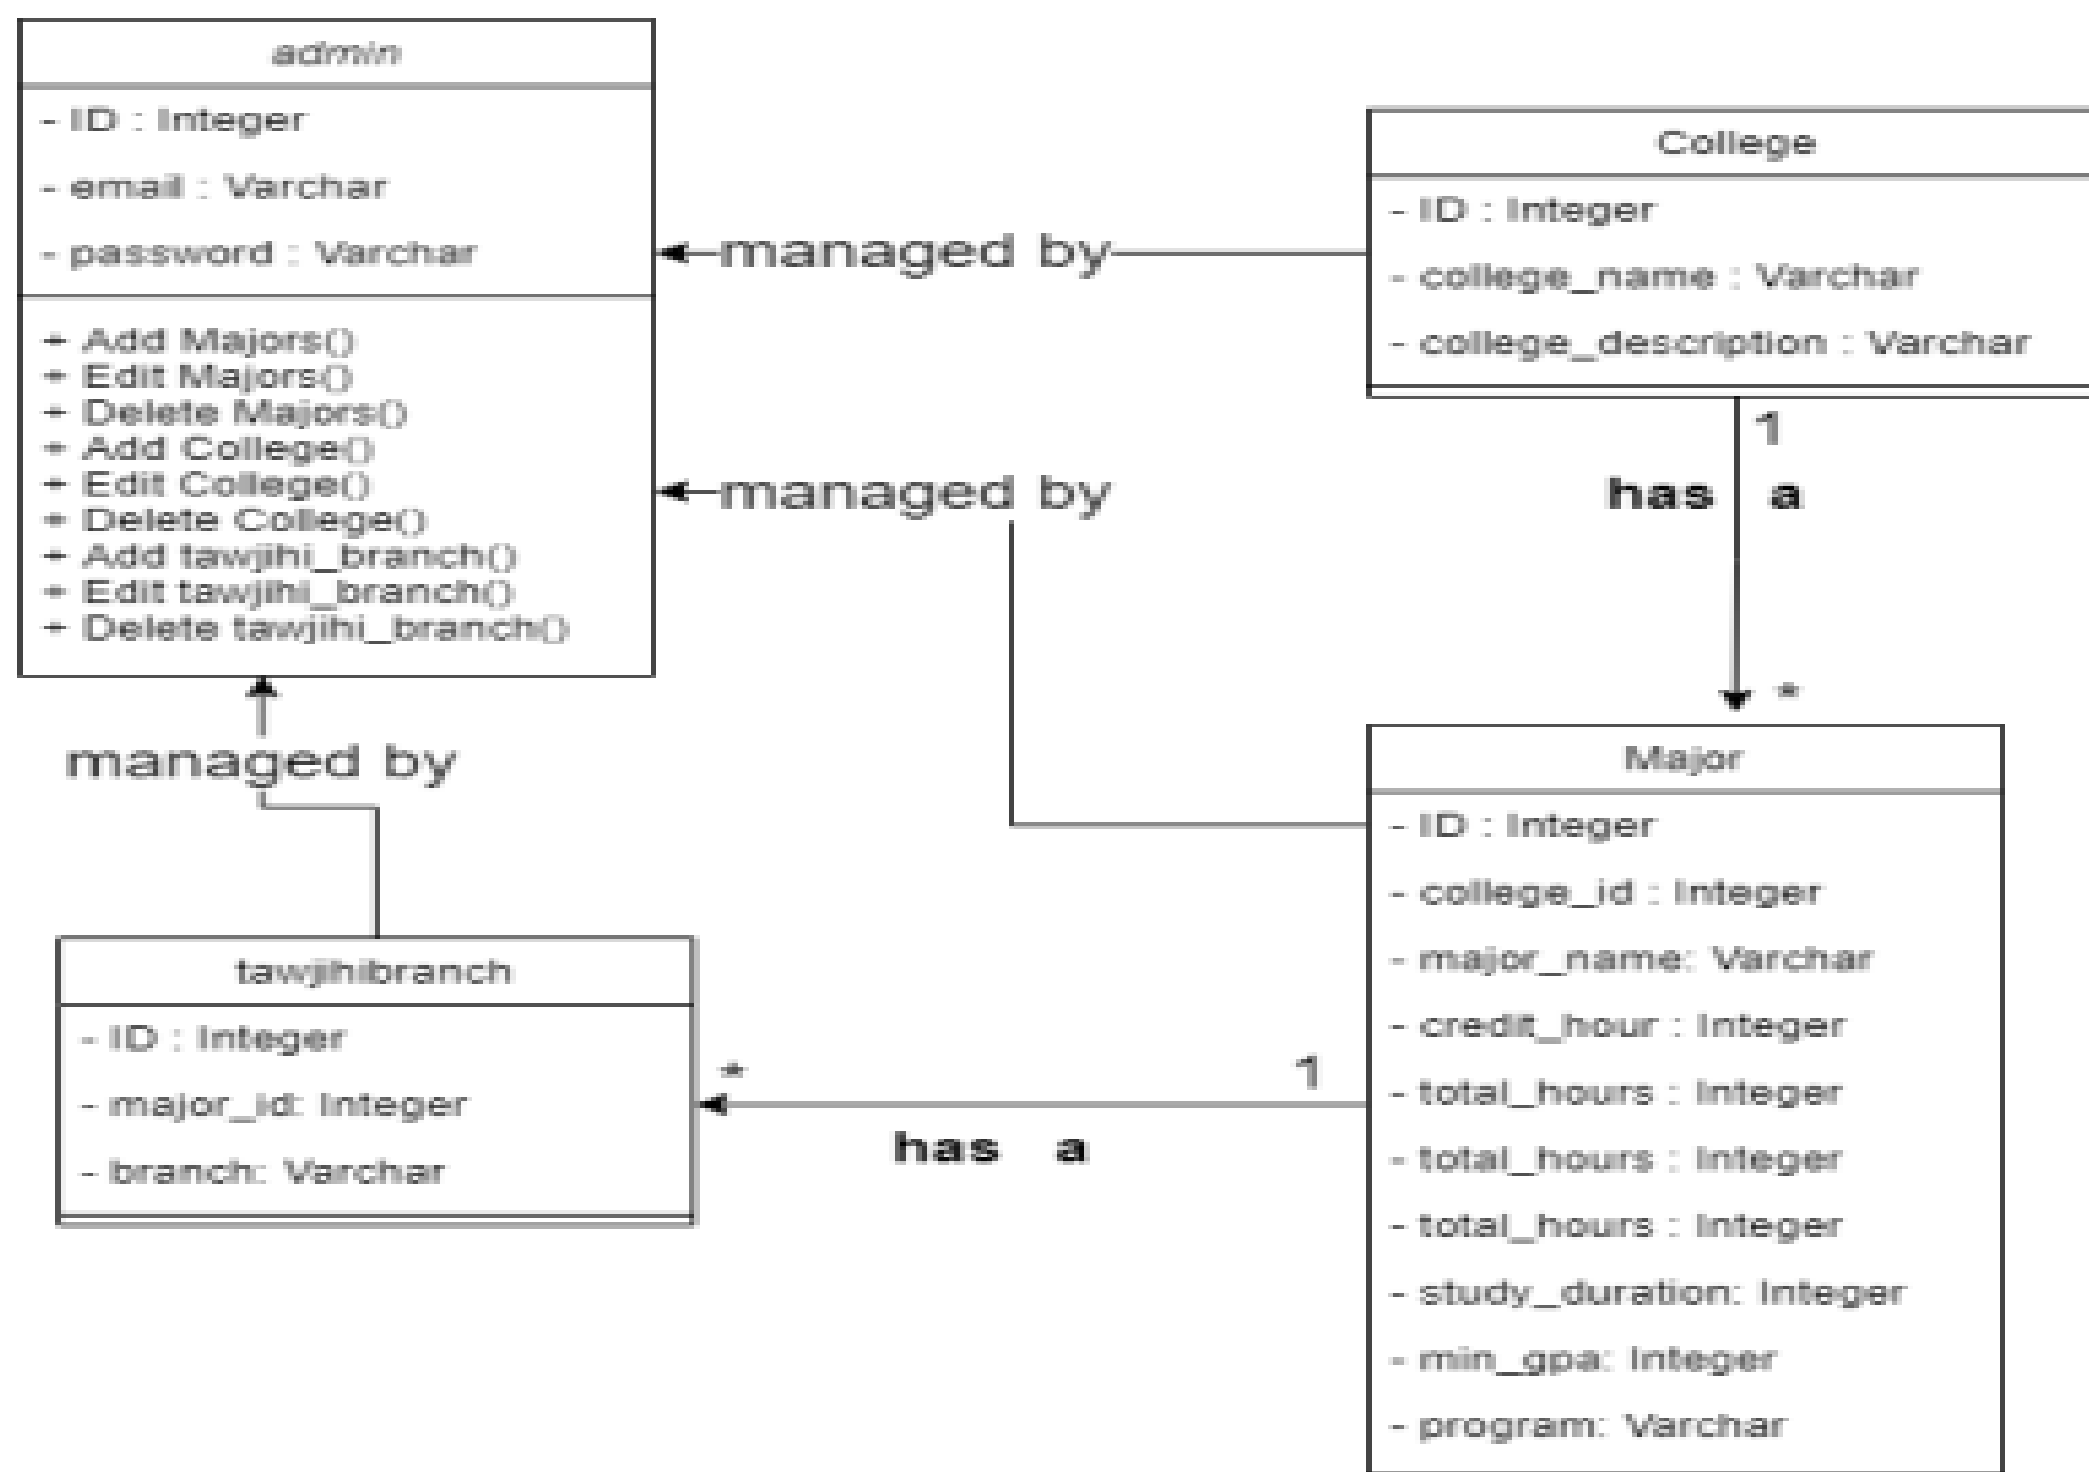 admin
- ID : Integer
- email : Varchar
- password : Varchar
+ Add Majors()
+ Edit Majors()
+ Delete Majors()
+ Add College()
+ Edit College()
+ Delete College()
+ Add tawjihi_branch()
+ Edit tawjihi_branch()
+ Delete tawjihi_branch()
managed by
College
- ID : Integer
- college_name : Varchar
- college_description : Varchar
managed by
1
has a
*
managed by
Major
- ID : Integer
- college_id : Integer
- major_name: Varchar
- credit_hour : Integer
- total_hours : Integer
- total_hours : Integer
- total_hours : Integer
- study_duration: Integer
- min_gpa: Integer
- program: Varchar
tawjihibranch
- ID : Integer
- major_id: Integer
- branch: Varchar
*
1
has a